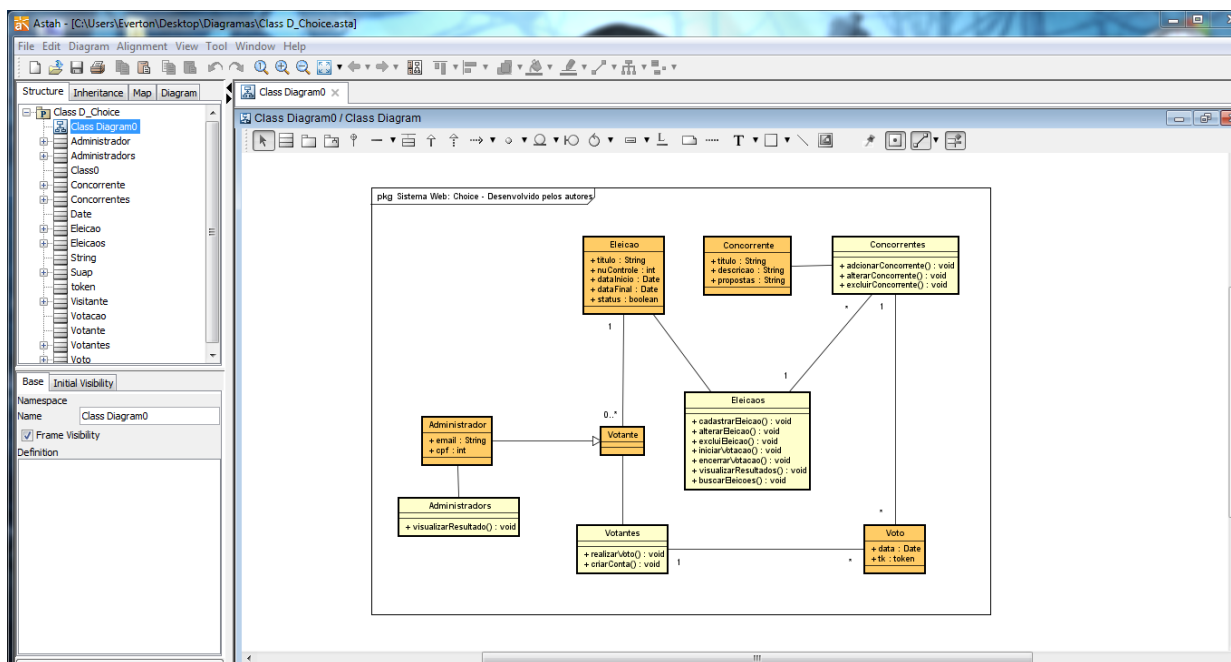 Astah - [C:\Users\Everton\Desktop\Diagramas\Class D_Choice.asta]
File Edit Diagram Alignment View Tool Window Help
Structure Inheritance Map Diagram
Class D_Choice
Class Diagram0
Administrador
Administradors
Class0
Concorrente
Concorrentes
Date
Eleicao
Eleicaos
String
Suap
token
Visitante
Votacao
Votante
Votantes
Voto
Base Initial Visibility
Namespace
Name Class Diagram0
Frame Visibility
Definition
Class Diagram0
Class Diagram0 / Class Diagram
T
pkg Sistema Web: Choice - Desenvolvido pelos autores
Eleicao
+ titulo : String
+ nuControle : int
+ dataInicio : Date
+ dataFinal : Date
+ status : boolean
Concorrente
+ titulo : String
+ descricao : String
+ propostas : String
Concorrentes
+ adcionarConcorrente() : void
+ alterarConcorrente() : void
+ excluirConcorrente() : void
1
* 1
1
0..*
Eleicaos
+ cadastrarEleicao() : void
+ alterarEleicao() : void
+ excluiEleicao() : void
+ iniciarVotacao() : void
+ encerrarVotacao() : void
+ visualizarResultados() : void
+ buscarEleicoes() : void
Administrador
+ email : String
+ cpf : int
Votante
Administradors
+ visualizarResultado() : void
Votantes
+ realizarVoto() : void
+ criarConta() : void
1
*
*
Voto
+ data : Date
+ tk : token